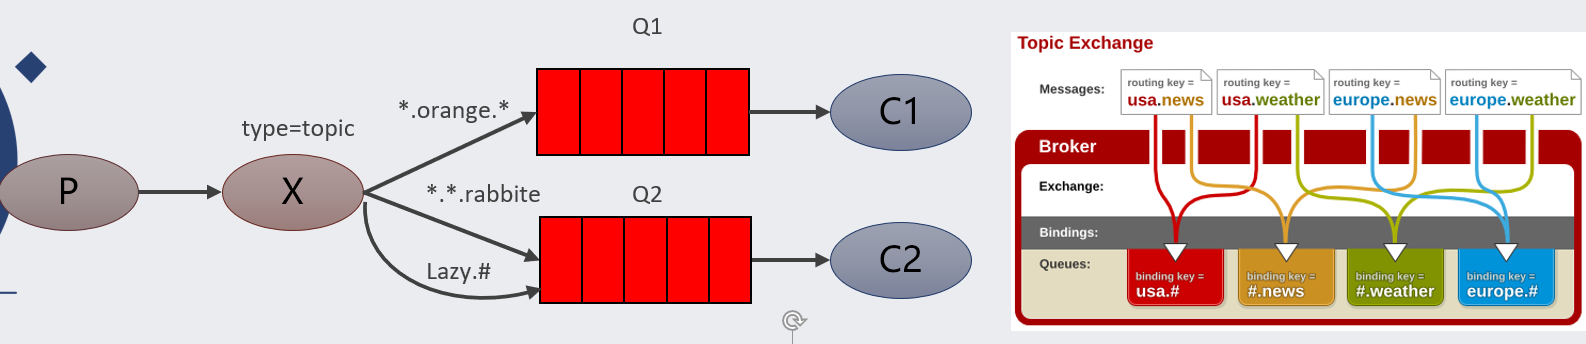 Q1
*.orange.*
C1
type=topic
P
X
*.*.rabbite
Q2
Lazy.#
C2
Topic Exchange
Messages:
routing key =
usa.news
routing key =
usa.weather
routing key =
europe.news
routing key =
europe.weather
Broker
Exchange:
Bindings:
Queues:
binding key =
usa.#
binding key =
#.news
binding key =
#.weather
binding key =
europe.#